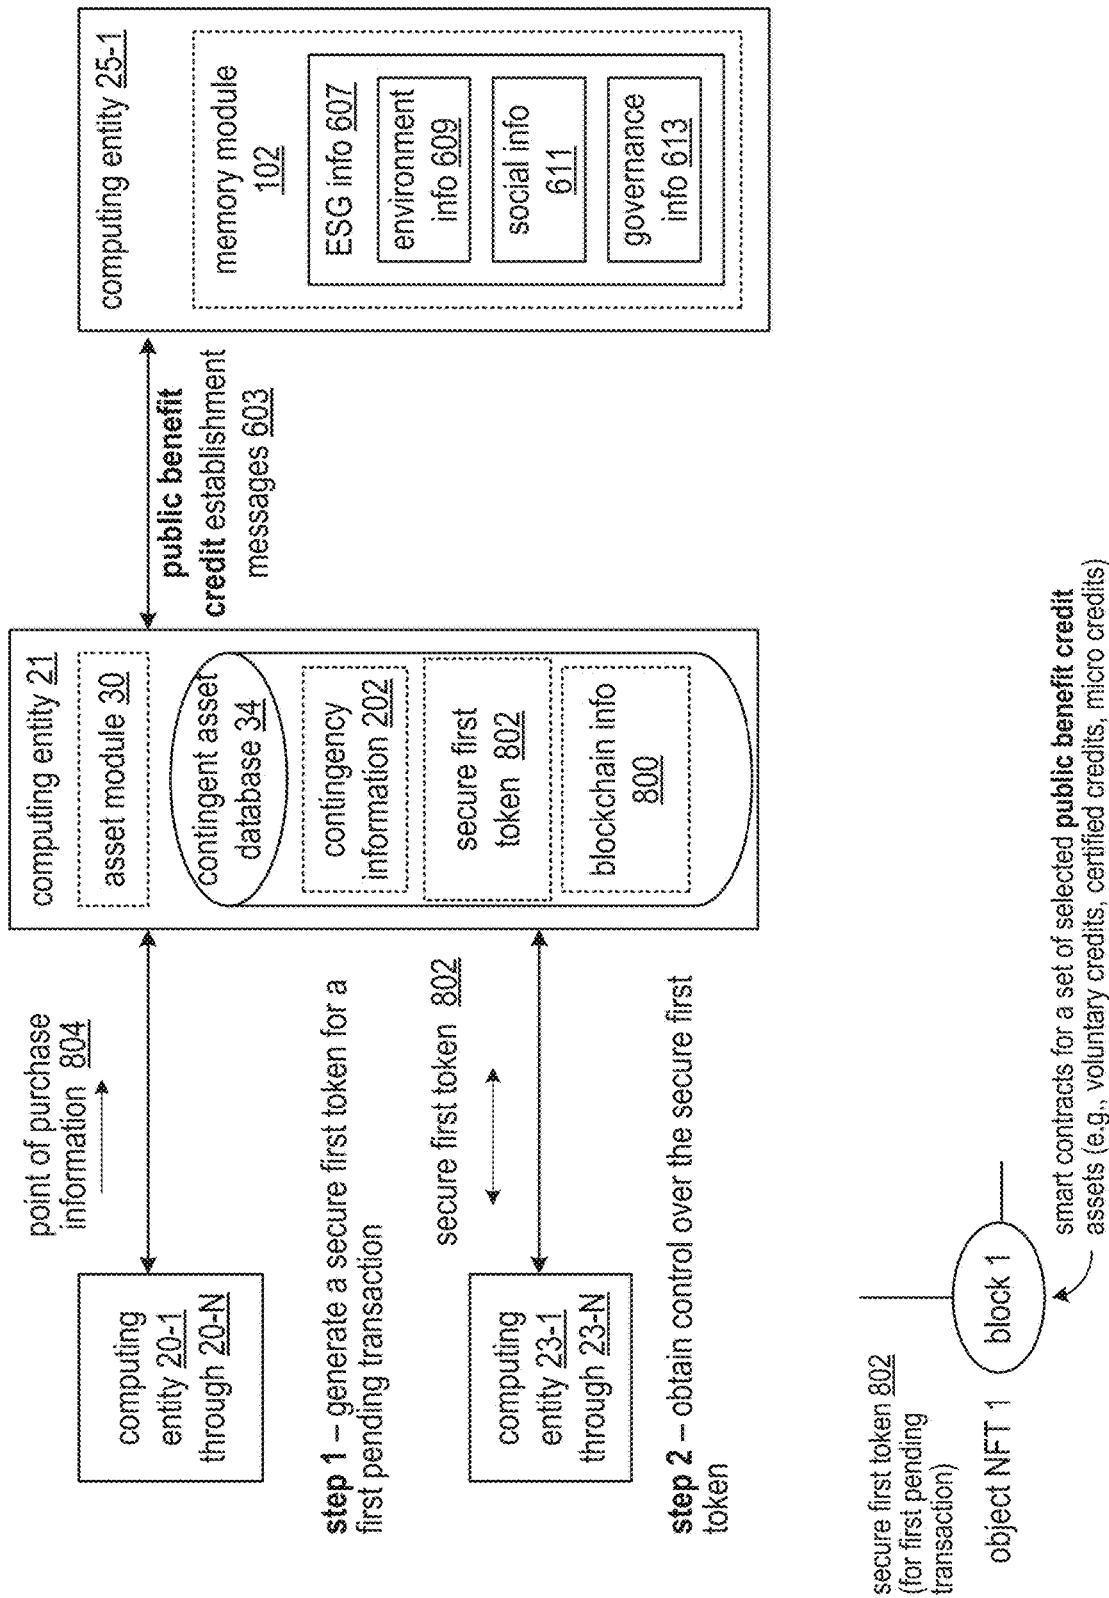 point of purchase
information 804
computing
entity 20-1
through 20-N
step 1 – generate a secure first token for a
first pending transaction
secure first token 802
computing
entity 23-1
through 23-N
step 2 – obtain control over the secure first
token
computing entity 21
asset module 30
contingent asset
database 34
contingency
information 202
secure first
token 802
blockchain info
800
public benefit
credit establishment
messages 603
computing entity 25-1
memory module
102
ESG info 607
environment
info 609
social info
611
governance
info 613
secure first token 802
(for first pending
transaction)
object NFT 1
block 1
smart contracts for a set of selected public benefit credit
assets (e.g., voluntary credits, certified credits, micro credits)